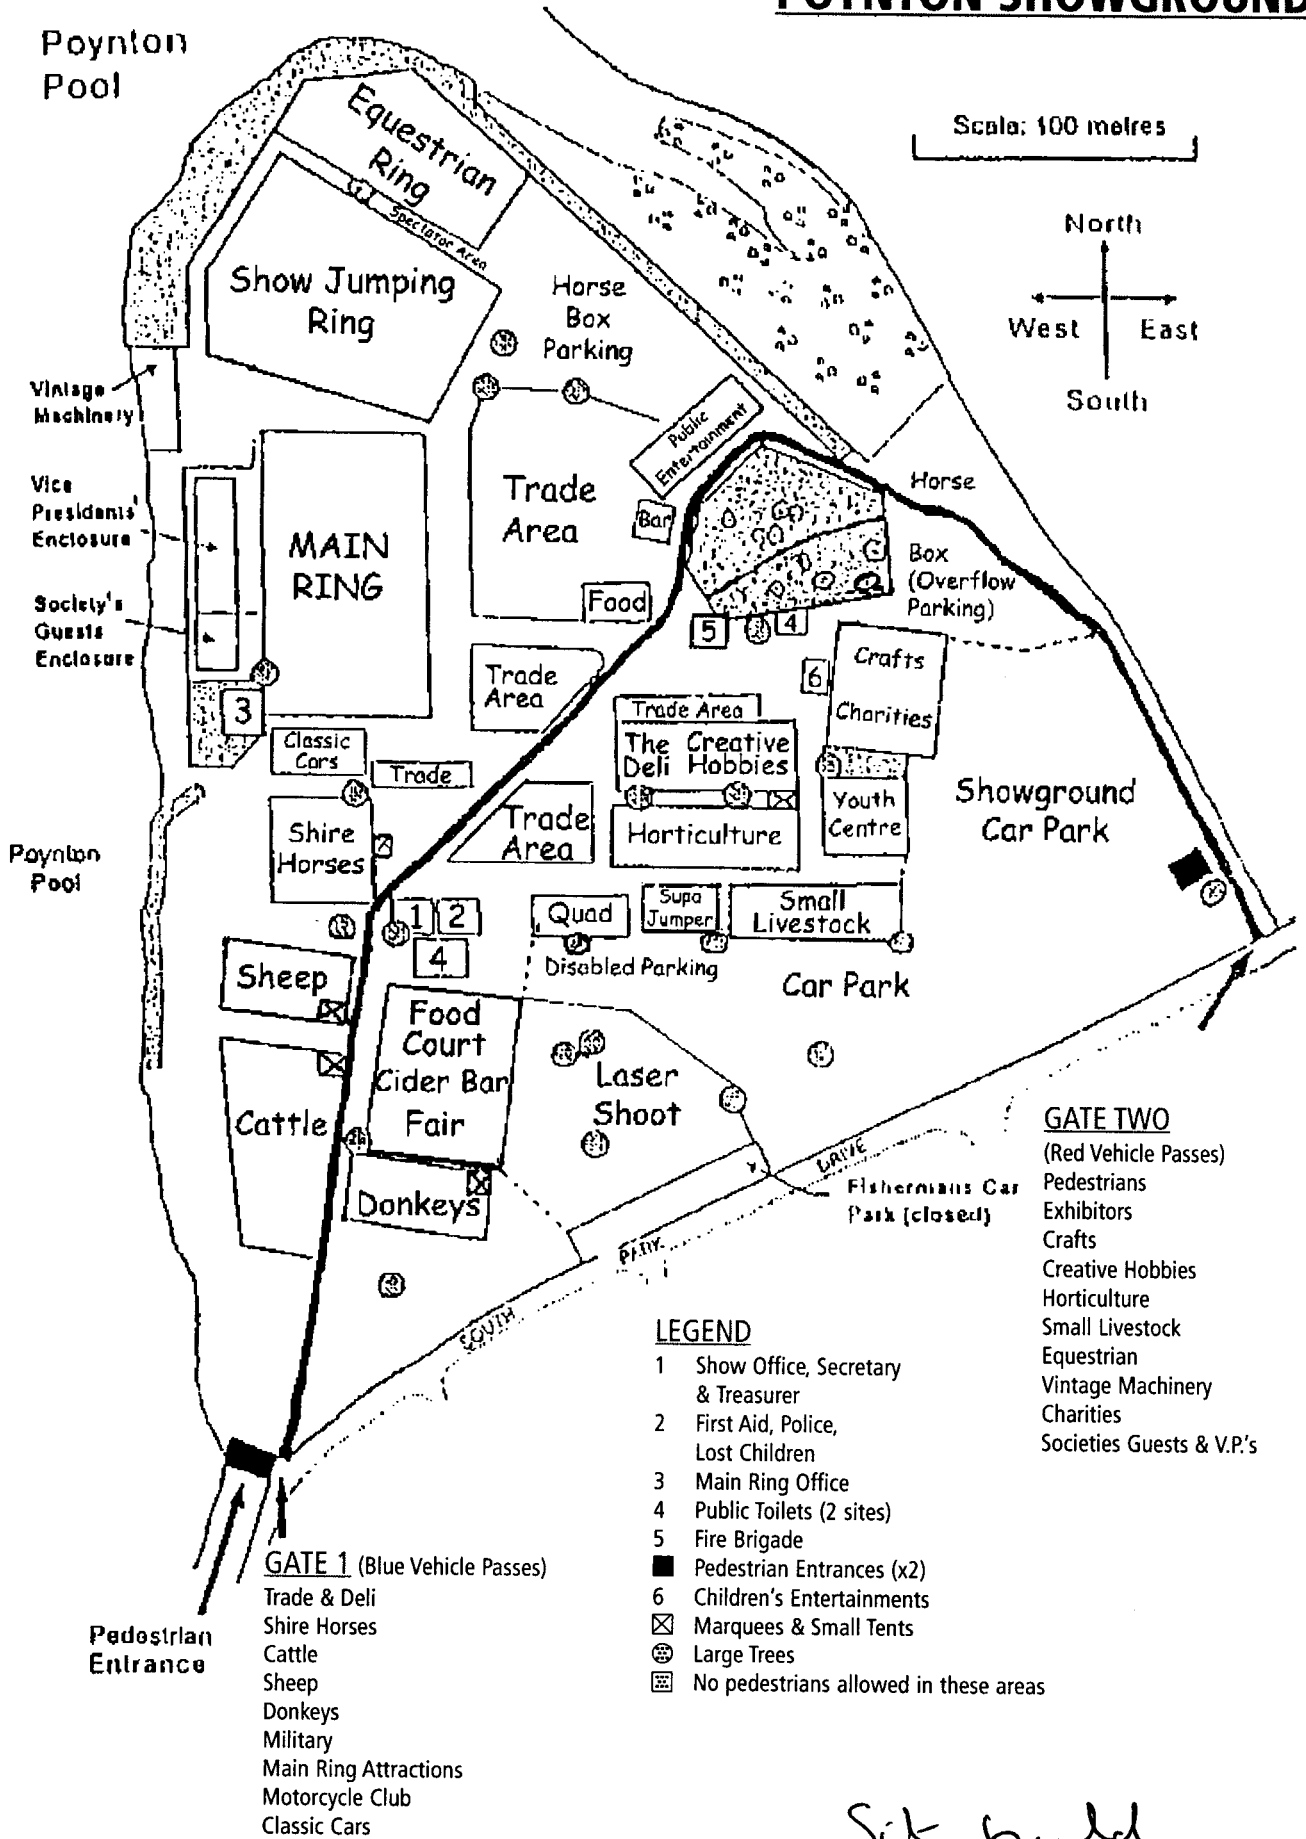 POYNTON SHOWGROUND
Poynton
Pool
Scale: 100 metres
North
West East
South
Equestrian
Ring
Spectator Area
Show Jumping
Ring
Horse
Box
Parking
Vintage
Machinery
Vice
Presidents'
Enclosure
Society's
Guests
Enclosure
MAIN
RING
Trade
Area
Public
Entertainment
Bar
Food
Horse
Box
(Overflow
Parking)
5
4
6
Crafts
Charities
Trade
Area
3
Classic
Cars
Trade
Trade Area
The Creative
Deli Hobbies
Youth
Centre
Showground
Car Park
Poynton
Pool
Shire
Horses
Trade
Area
Horticulture
1 2
4
Quad
Supa
Jumper
Small
Livestock
Disabled Parking
Car Park
Sheep
Food
Court
Cider Bar
Fair
Laser
Shoot
Cattle
Donkeys
SOUTH PARK DRIVE
Fishermans Car
Park (closed)
GATE TWO
(Red Vehicle Passes)
Pedestrians
Exhibitors
Crafts
Creative Hobbies
Horticulture
Small Livestock
Equestrian
Vintage Machinery
Charities
Societies Guests & V.P.'s
LEGEND
1 Show Office, Secretary
& Treasurer
2 First Aid, Police,
Lost Children
3 Main Ring Office
4 Public Toilets (2 sites)
5 Fire Brigade
Pedestrian Entrances (x2)
6 Children's Entertainments
Marquees & Small Tents
Large Trees
No pedestrians allowed in these areas
Pedestrian
Entrance
GATE 1 (Blue Vehicle Passes)
Trade & Deli
Shire Horses
Cattle
Sheep
Donkeys
Military
Main Ring Attractions
Motorcycle Club
Classic Cars